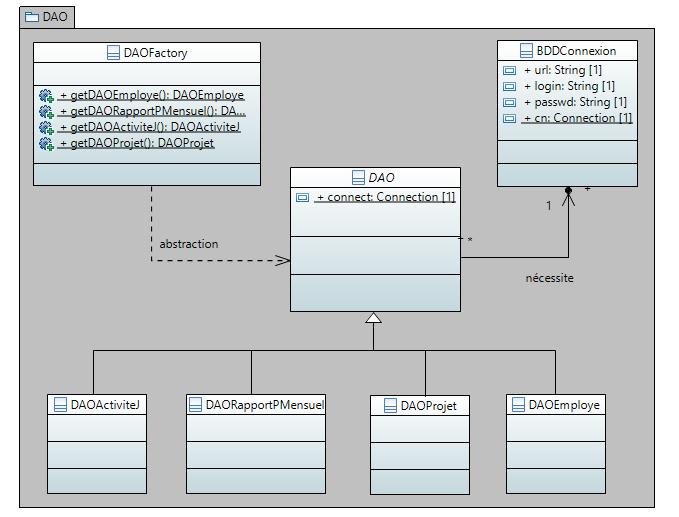 DAO
DAOFactory
+ getDAOEmploye(): DAOEmploye
+ getDAORapportPMensuel(): DA...
+ getDAOActiviteJ(): DAOActiviteJ
+ getDAOProjet(): DAOProjet
BDDConnexion
+ url: String [1]
+ login: String [1]
+ passwd: String [1]
+ cn: Connection [1]
DAO
+ connect: Connection [1]
abstraction
+ *
1
+
nécessite
DAOActiviteJ
DAORapportPMensuel
DAOProjet
DAOEmploye